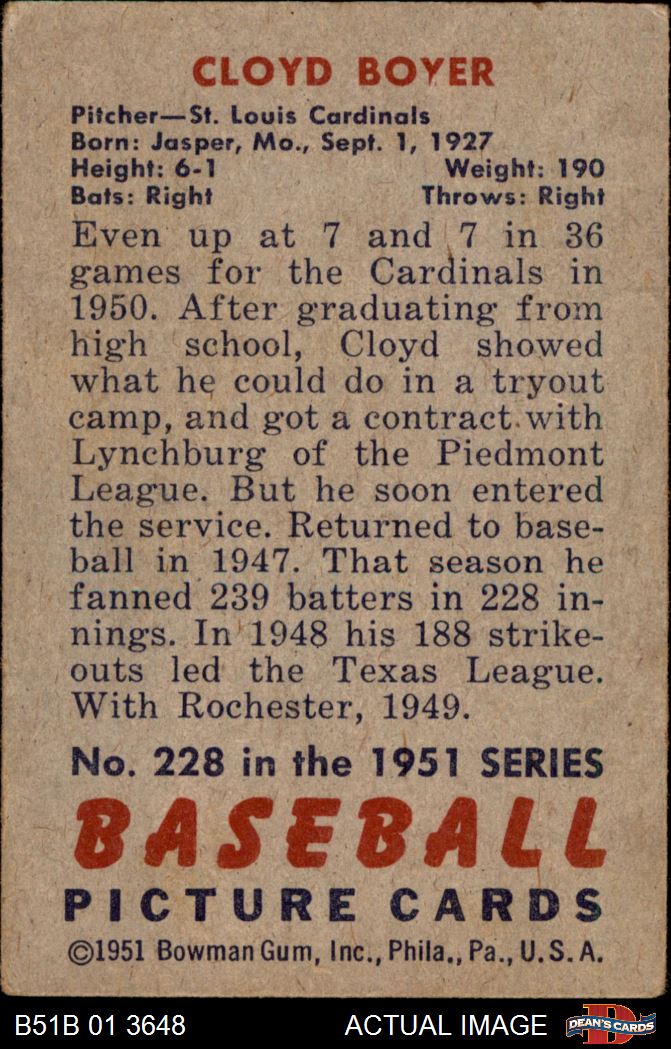 CLOYD BOYER
Pitcher—St. Louis Cardinals
Born: Jasper, Mo., Sept. 1, 1927
Height: 6-1 Weight: 190
Bats: Right Throws: Right
Even up at 7 and 7 in 36
games for the Cardinals in
1950. After graduating from
high school, Cloyd showed
what he could do in a tryout
camp, and got a contract with
Lynchburg of the Piedmont
League. But he soon entered
the service. Returned to base-
ball in 1947. That season he
fanned 239 batters in 228 in-
nings. In 1948 his 188 strike-
outs led the Texas League.
With Rochester, 1949.
No. 228 in the 1951 SERIES
BASEBALL
PICTURE CARDS
©1951 Bowman Gum, Inc., Phila., Pa., U.S.A.
B51B 01 3648 ACTUAL IMAGE D DEAN'S CARDS